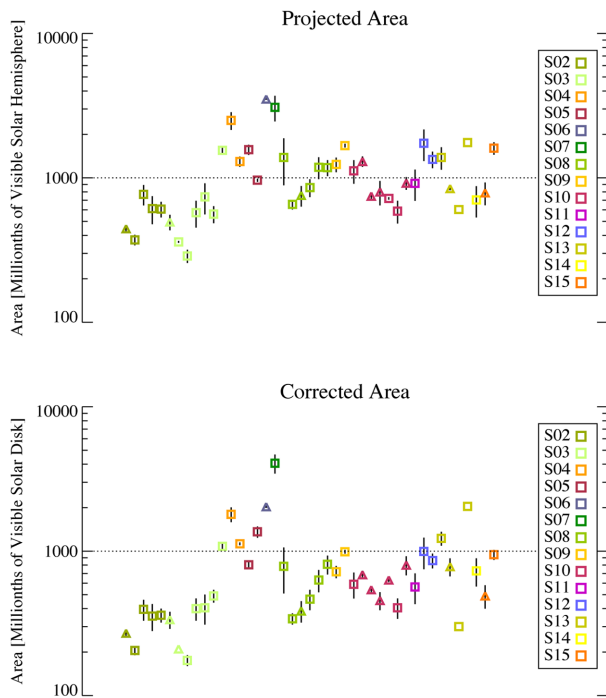 Projected Area
10000
1000
100
Area [Millionths of Visible Solar Hemisphere]
S02
S03
S04
S05
S06
S07
S08
S09
S10
S11
S12
S13
S14
S15
Corrected Area
10000
1000
100
Area [Millionths of Visible Solar Disk]
S02
S03
S04
S05
S06
S07
S08
S09
S10
S11
S12
S13
S14
S15